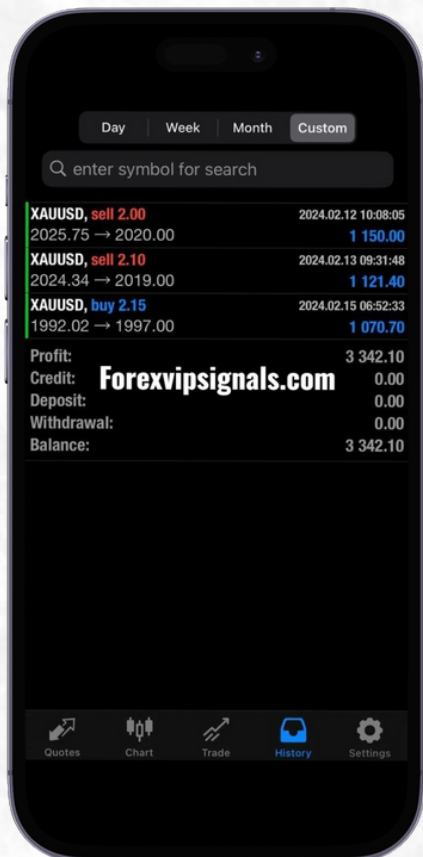 Day Week Month Custom
enter symbol for search
XAUUSD, sell 2.00 2024.02.12 10:08:05
2025.75 → 2020.00 1 150.00
XAUUSD, sell 2.10 2024.02.13 09:31:48
2024.34 → 2019.00 1 121.40
XAUUSD, buy 2.15 2024.02.15 06:52:33
1992.02 → 1997.00 1 070.70
Profit: 3 342.10
Credit: 0.00
Forexvipsignals.com
Deposit: 0.00
Withdrawal: 0.00
Balance: 3 342.10
Quotes Chart Trade History Settings